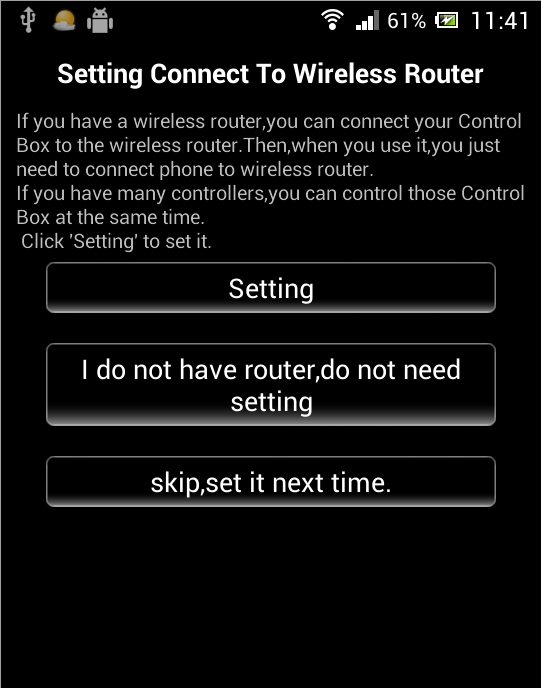 61% 11:41
Setting Connect To Wireless Router
If you have a wireless router,you can connect your Control
Box to the wireless router.Then,when you use it,you just
need to connect phone to wireless router.
If you have many controllers,you can control those Control
Box at the same time.
Click 'Setting' to set it.
Setting
I do not have router,do not need
setting
skip,set it next time.